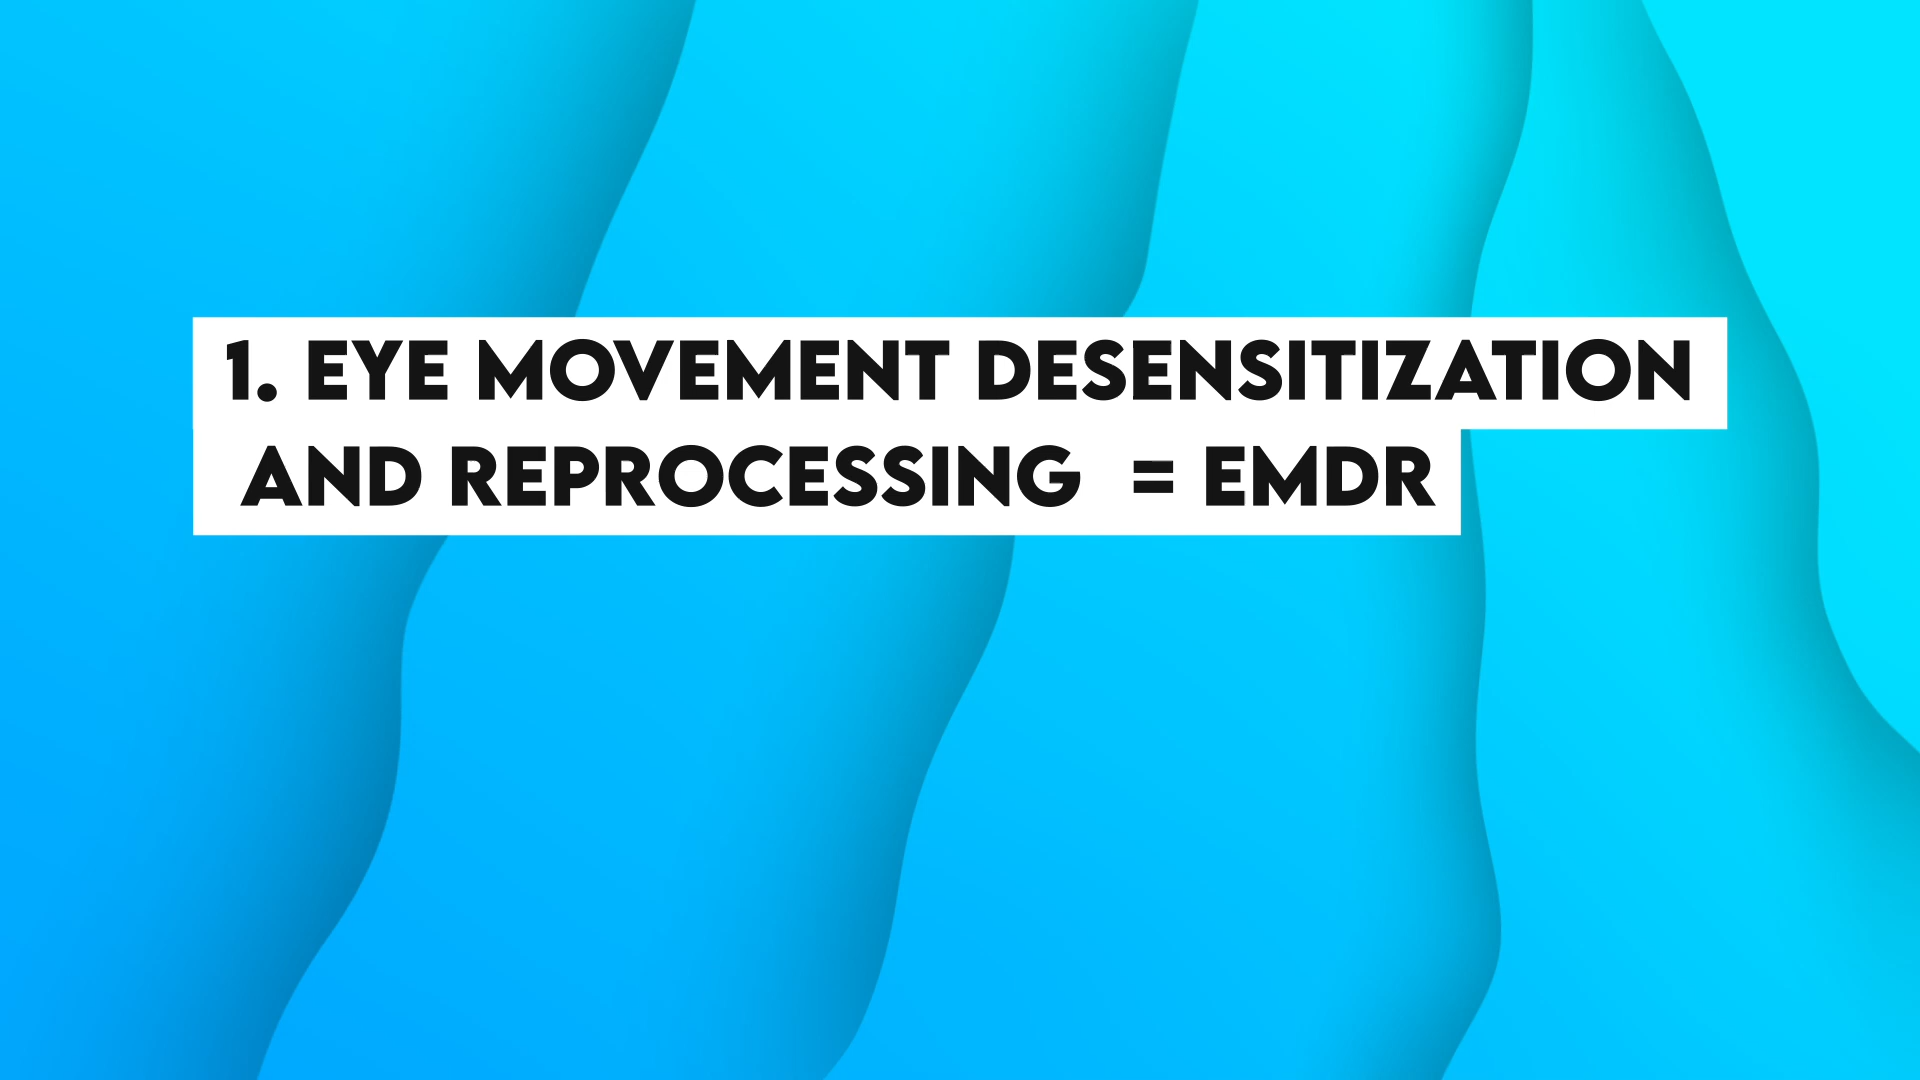 1. EYE MOVEMENT DESENSITIZATION
AND REPROCESSING = EMDR